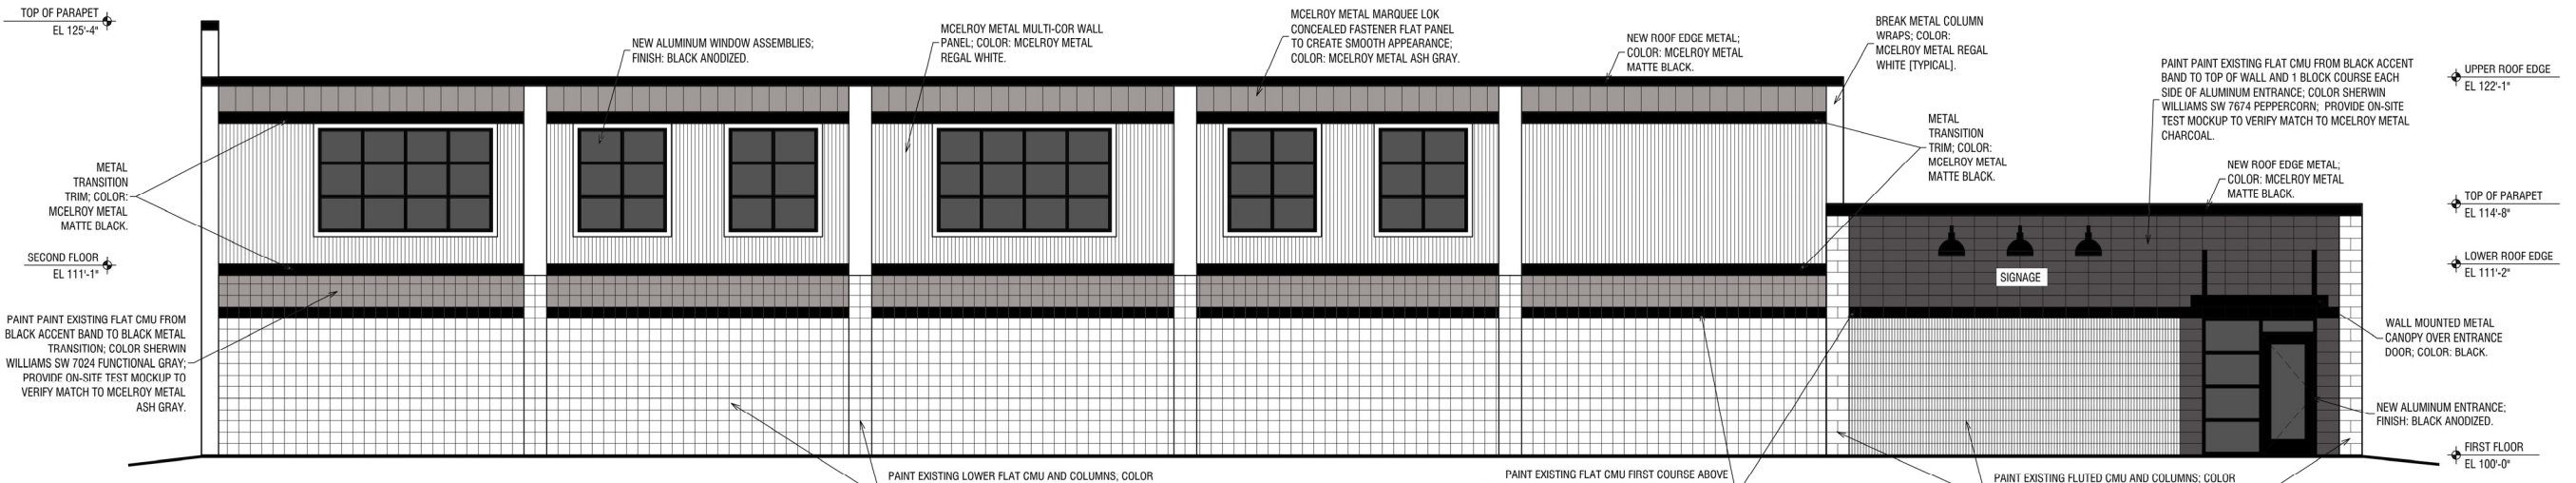 TOP OF PARAPET
EL 125'-4"
NEW ALUMINUM WINDOW ASSEMBLIES;
FINISH: BLACK ANODIZED.
MCELROY METAL MULTI-COR WALL
PANEL; COLOR: MCELROY METAL
REGAL WHITE.
MCELROY METAL MARQUEE LOK
CONCEALED FASTENER FLAT PANEL
TO CREATE SMOOTH APPEARANCE;
COLOR: MCELROY METAL ASH GRAY.
NEW ROOF EDGE METAL;
COLOR: MCELROY METAL
MATTE BLACK.
BREAK METAL COLUMN
WRAPS; COLOR:
MCELROY METAL REGAL
WHITE [TYPICAL].
PAINT PAINT EXISTING FLAT CMU FROM BLACK ACCENT
BAND TO TOP OF WALL AND 1 BLOCK COURSE EACH
SIDE OF ALUMINUM ENTRANCE; COLOR SHERWIN
WILLIAMS SW 7674 PEPPERCORN; PROVIDE ON-SITE
TEST MOCKUP TO VERIFY MATCH TO MCELROY METAL
CHARCOAL.
UPPER ROOF EDGE
EL 122'-1"
METAL
TRANSITION
TRIM; COLOR:
MCELROY METAL
MATTE BLACK.
METAL
TRANSITION
TRIM; COLOR:
MCELROY METAL
MATTE BLACK.
NEW ROOF EDGE METAL;
COLOR: MCELROY METAL
MATTE BLACK.
TOP OF PARAPET
EL 114'-8"
SECOND FLOOR
EL 111'-1"
LOWER ROOF EDGE
EL 111'-2"
SIGNAGE
PAINT PAINT EXISTING FLAT CMU FROM
BLACK ACCENT BAND TO BLACK METAL
TRANSITION; COLOR SHERWIN
WILLIAMS SW 7024 FUNCTIONAL GRAY;
PROVIDE ON-SITE TEST MOCKUP TO
VERIFY MATCH TO MCELROY METAL
ASH GRAY.
WALL MOUNTED METAL
CANOPY OVER ENTRANCE
DOOR; COLOR: BLACK.
NEW ALUMINUM ENTRANCE;
FINISH: BLACK ANODIZED.
FIRST FLOOR
EL 100'-0"
PAINT EXISTING LOWER FLAT CMU AND COLUMNS; COLOR
PAINT EXISTING FLAT CMU FIRST COURSE ABOVE
PAINT EXISTING FLUTED CMU AND COLUMNS; COLOR